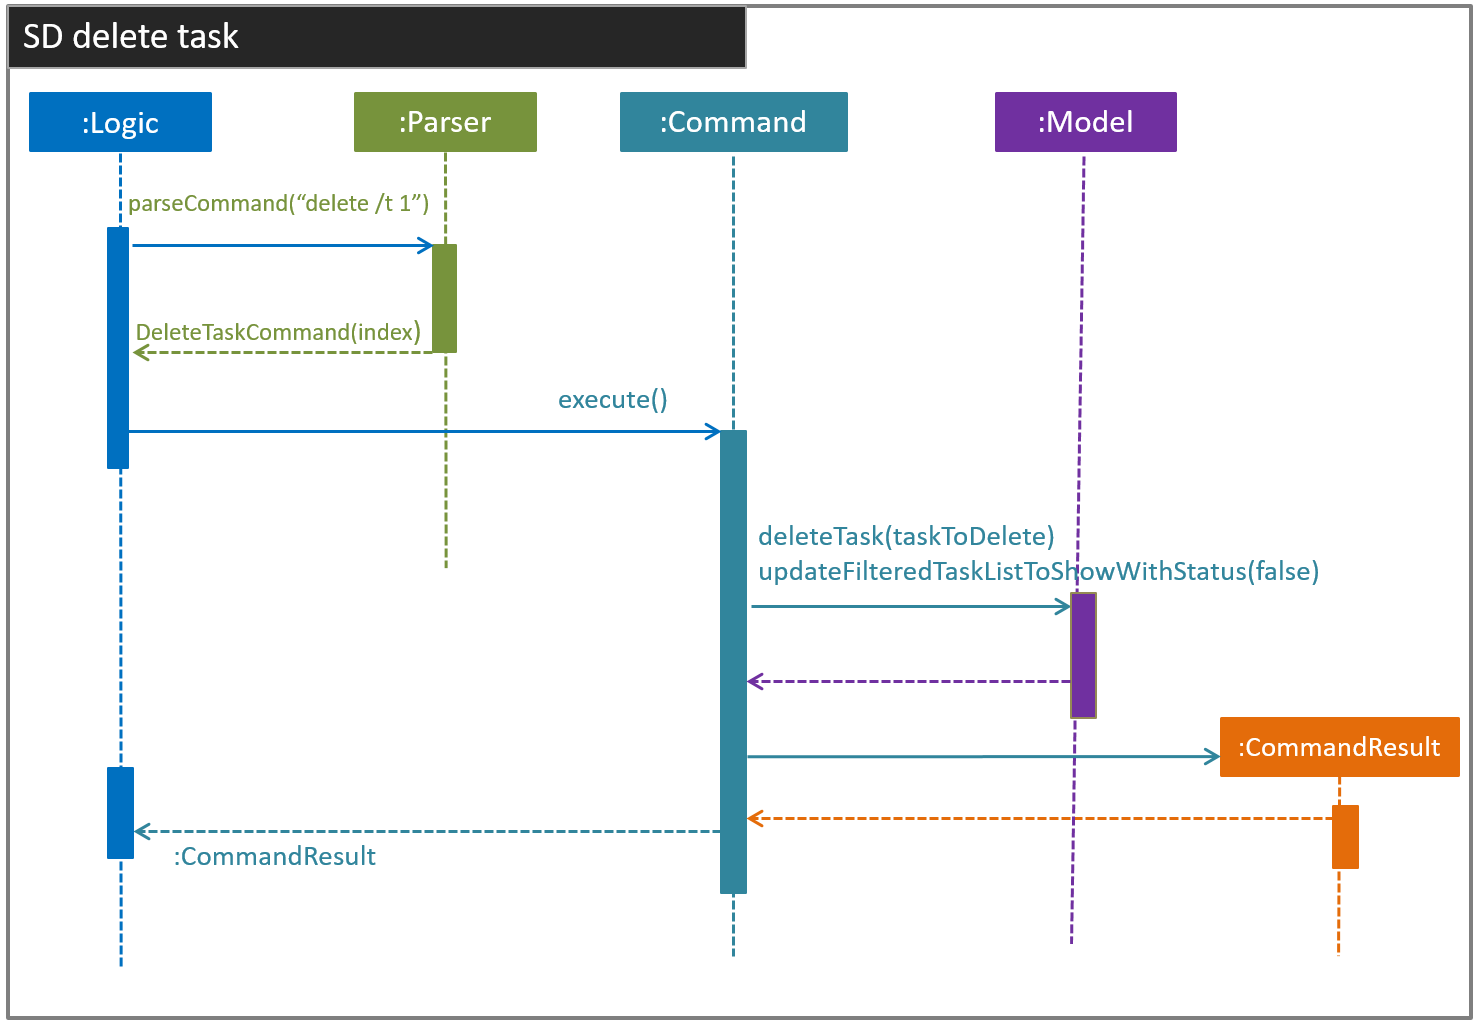 SD delete task
:Logic
:Parser
:Command
:Model
parseCommand(“delete /t 1”)
DeleteTaskCommand(index)
execute()
deleteTask(taskToDelete)
updateFilteredTaskListToShowWithStatus(false)
:CommandResult
:CommandResult